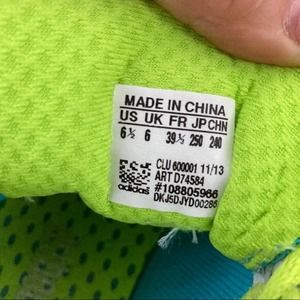 MADE IN CHINA
US UK FR JP CHN
6½ 6 39⅓ 250 240
CLU 600001 11/13
ART D74584
#108805966
adidas DKJ5DJYD00286